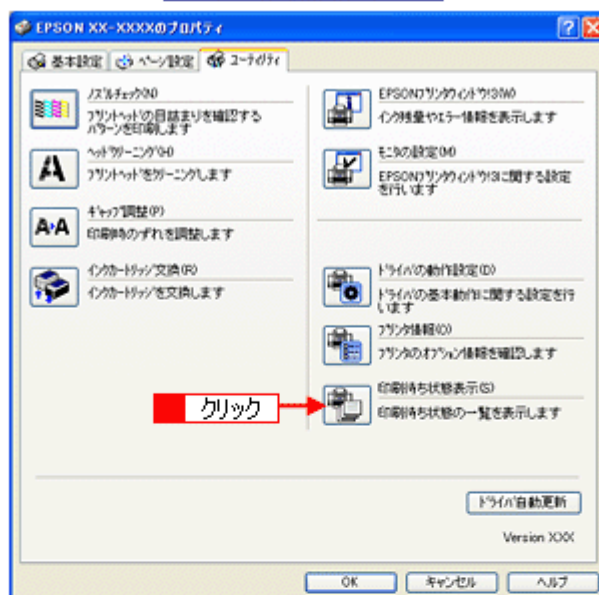 EPSON XX-XXXXのプロパティ
基本設定
ページ設定
ユーティリティ
ノズルチェック(N)
プリントヘッドの目詰まりを確認する
パターンを印刷します
ヘッドクリーニング(H)
プリントヘッドをクリーニングします
ギャップ調整(P)
印刷時のずれを調整します
インクカートリッジ交換(R)
インクカートリッジを交換します
EPSONプリンタウィンドウ!3(W)
インク残量やエラー情報を表示します
モニタの設定(M)
EPSONプリンタウィンドウ!3に関する設定
を行います
ドライバの動作設定(D)
ドライバの基本動作に関する設定を行
います
プリンタ情報(O)
プリンタのオプション情報を確認します
印刷待ち状態表示(S)
印刷待ち状態の一覧を表示します
クリック
ドライバ自動更新
Version XXX
OK
キャンセル
ヘルプ